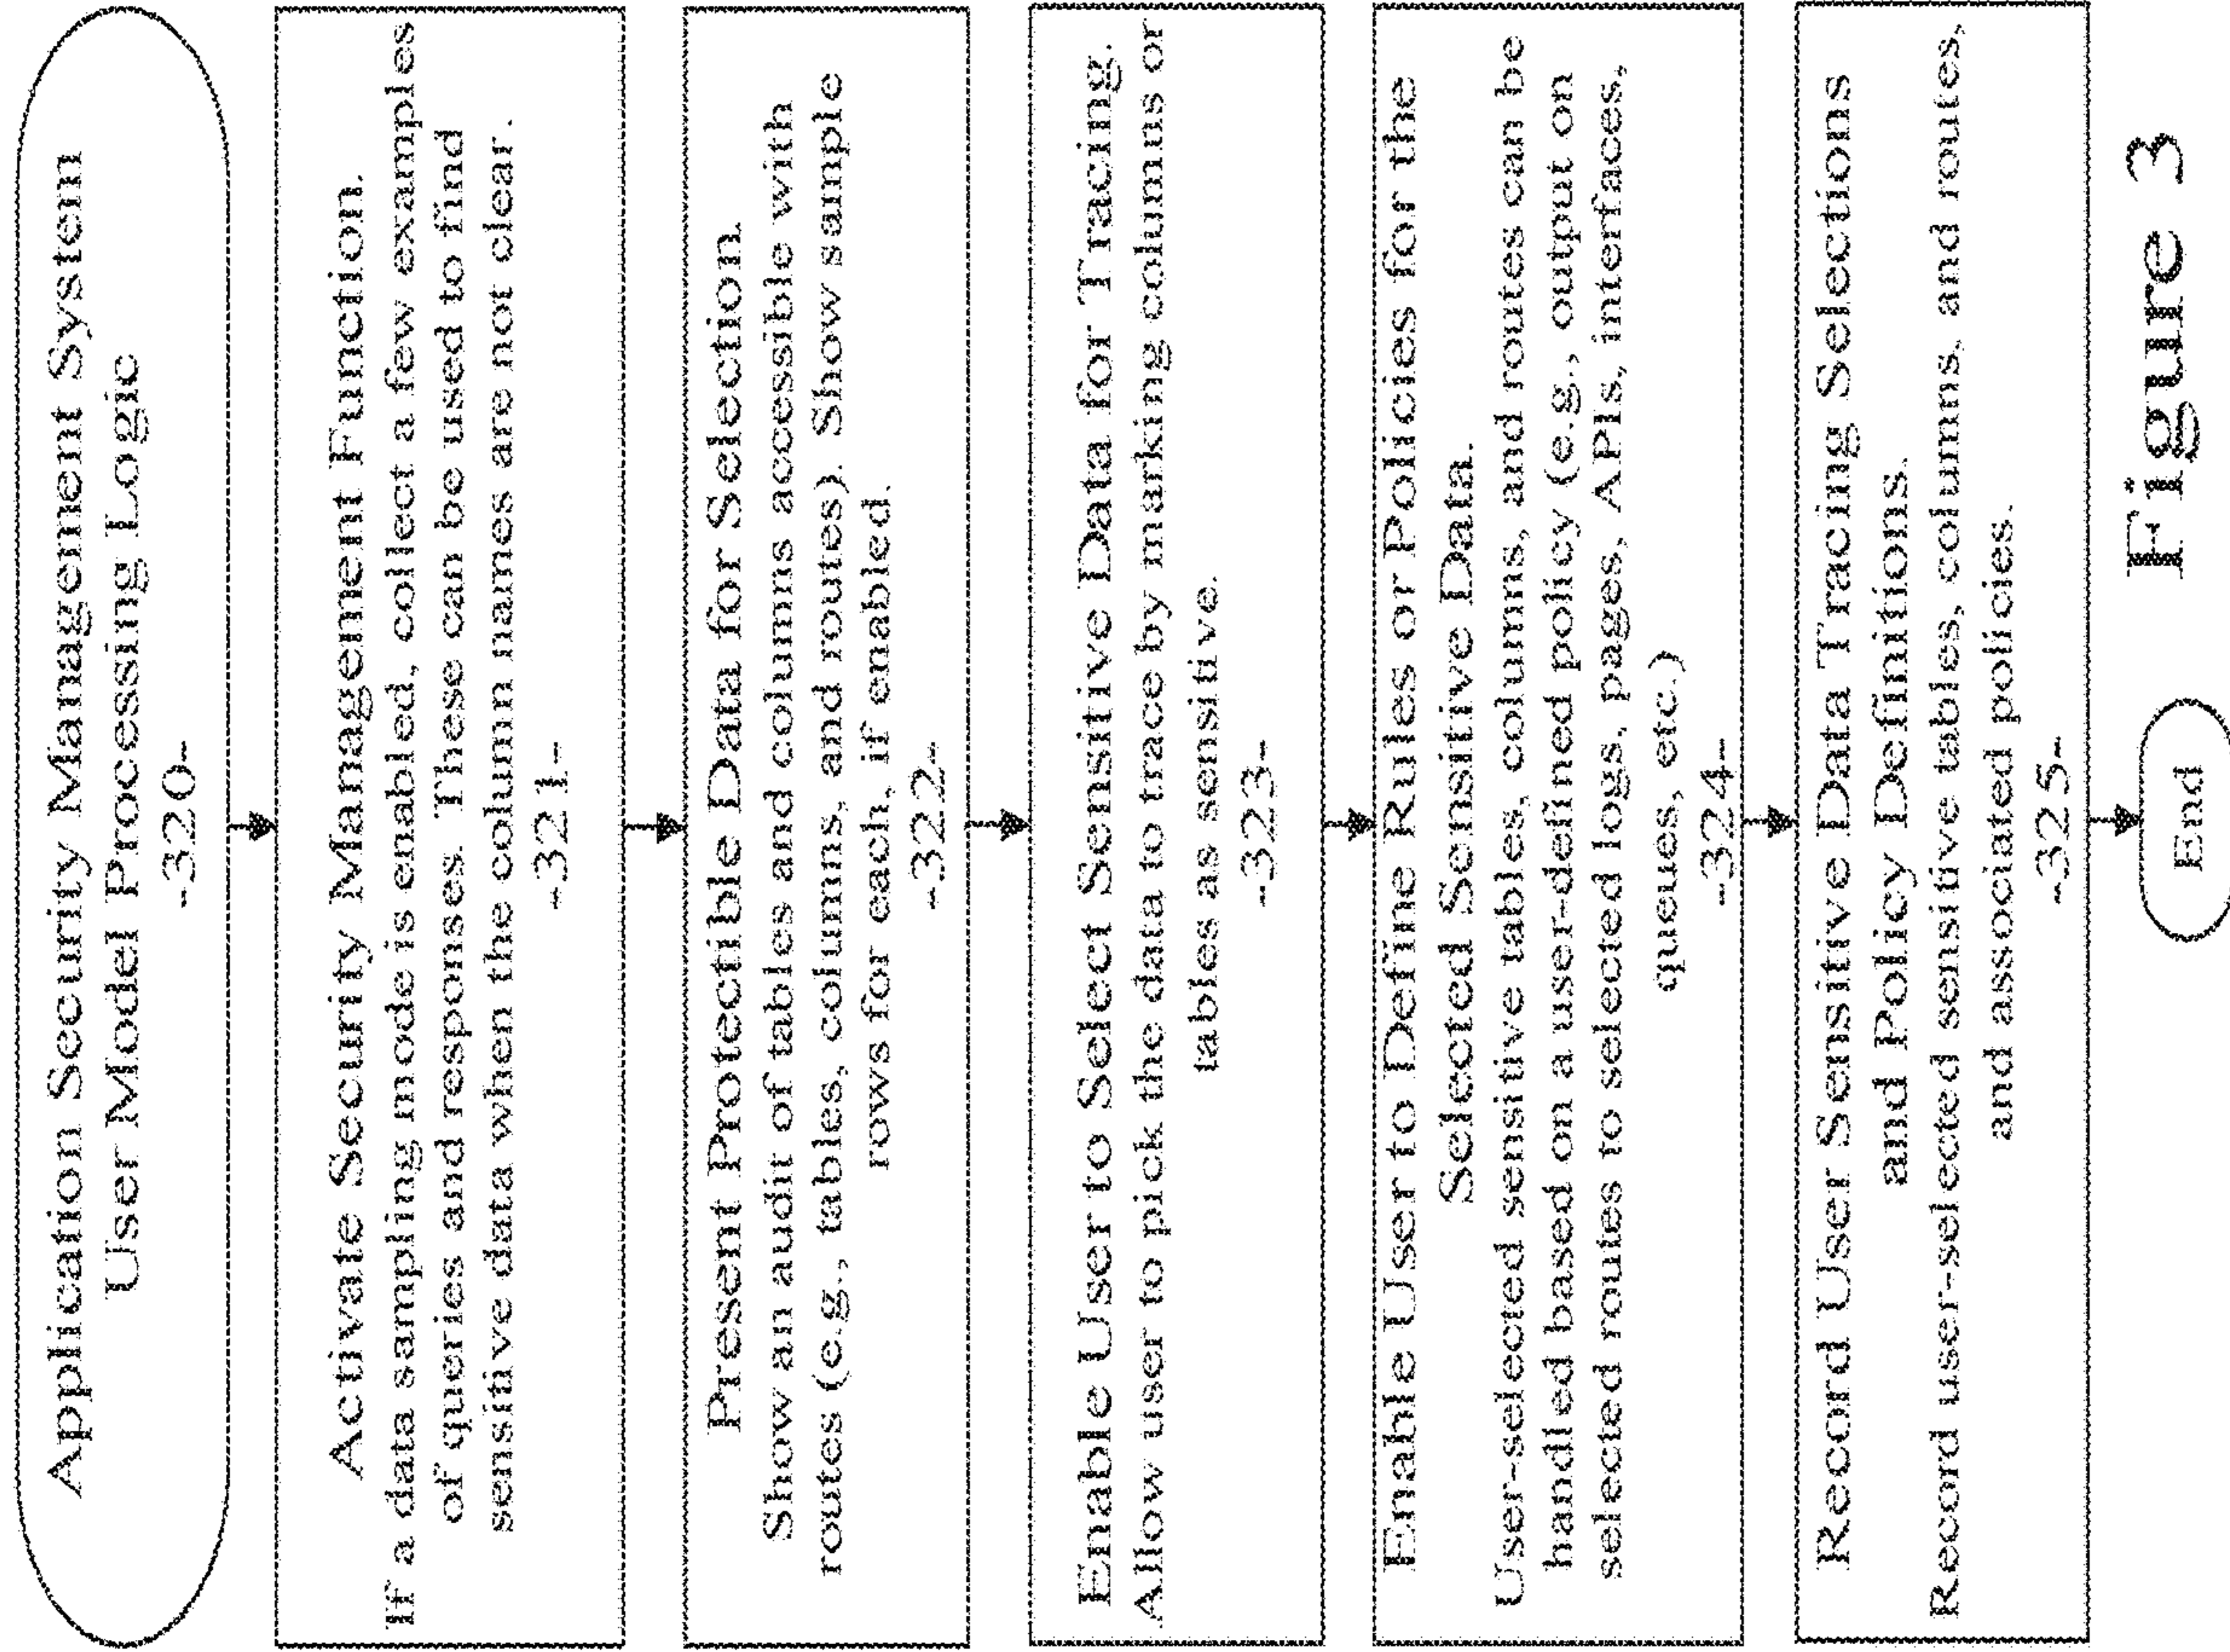 Application Security Management System
User Model Processing Logic
-320-
Activate Security Management Function.
If a data sampling mode is enabled, collect a few examples
of queries and responses. These can be used to find
sensitive data when the column names are not clear.
-321-
Present Protectible Data for Selection.
Show an audit of tables and columns accessible with
routes (e.g., tables, columns, and routes). Show sample
rows for each, if enabled.
-322-
Enable User to Select Sensitive Data for Tracing.
Allow user to pick the data to trace by marking columns or
tables as sensitive.
-323-
Enable User to Define Rules or Policies for the
Selected Sensitive Data.
User-selected sensitive tables, columns, and routes can be
handled based on a user-defined policy (e.g., output on
selected routes to selected logs, pages, APIs, interfaces,
queues, etc.)
-324-
Record User Sensitive Data Tracing Selections
and Policy Definitions.
Record user-selected sensitive tables, columns, and routes,
and associated policies.
-325-
End
Figure 3